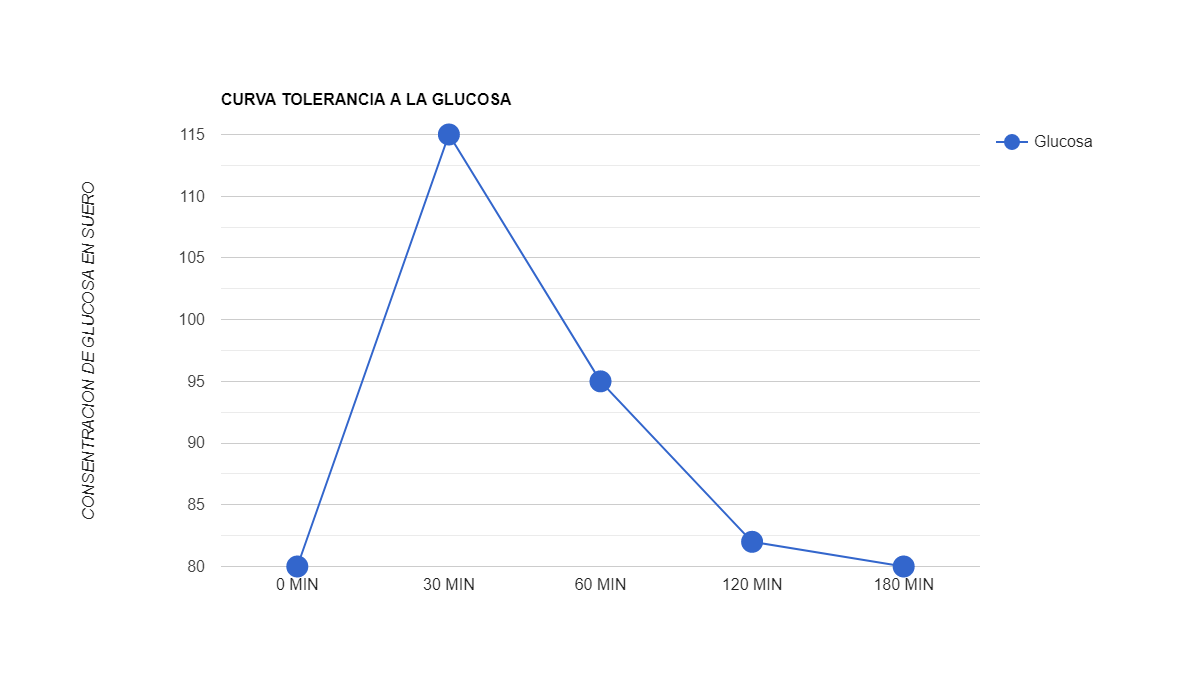 CURVA TOLERANCIA A LA GLUCOSA
CONSENTRACION DE GLUCOSA EN SUERO
115
110
105
100
95
90
85
80
0 MIN
30 MIN
60 MIN
120 MIN
180 MIN
Glucosa